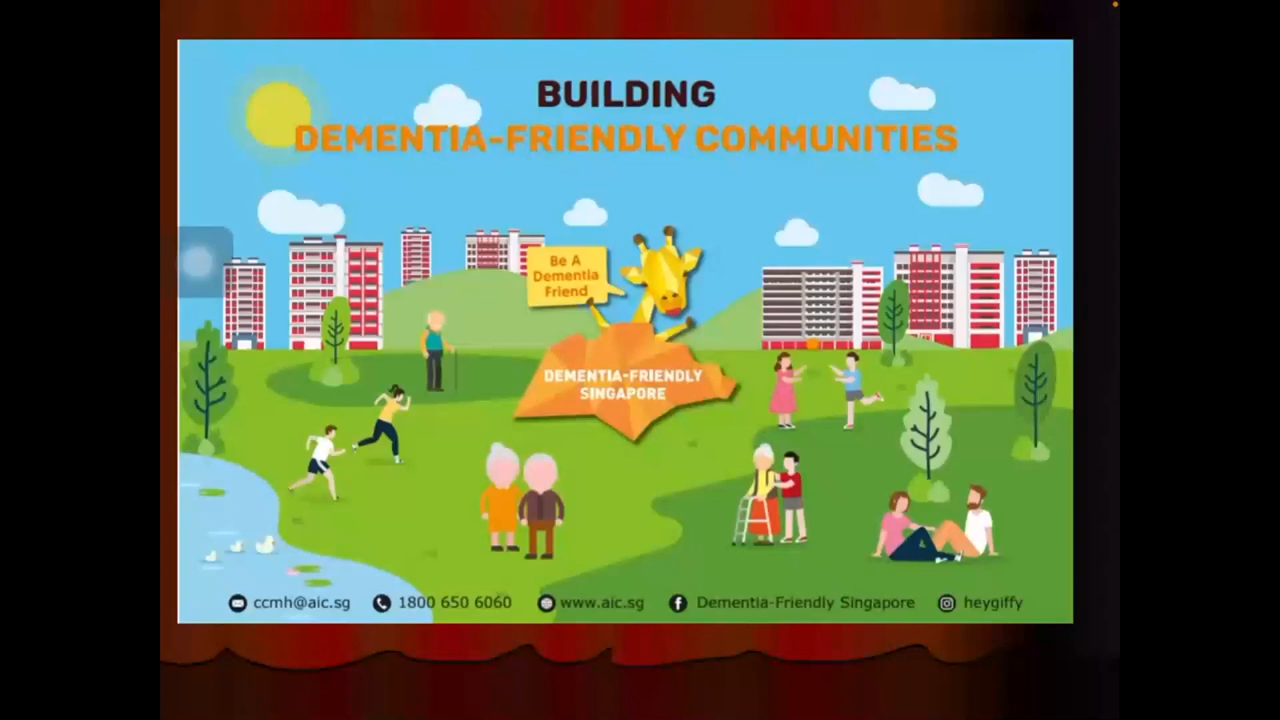 BUILDING
DEMENTIA-FRIENDLY COMMUNITIES
Be A
Dementia
Friend
DEMENTIA-FRIENDLY
SINGAPORE
ccmh@aic.sg 1800 650 6060 www.aic.sg Dementia-Friendly Singapore heygiffy